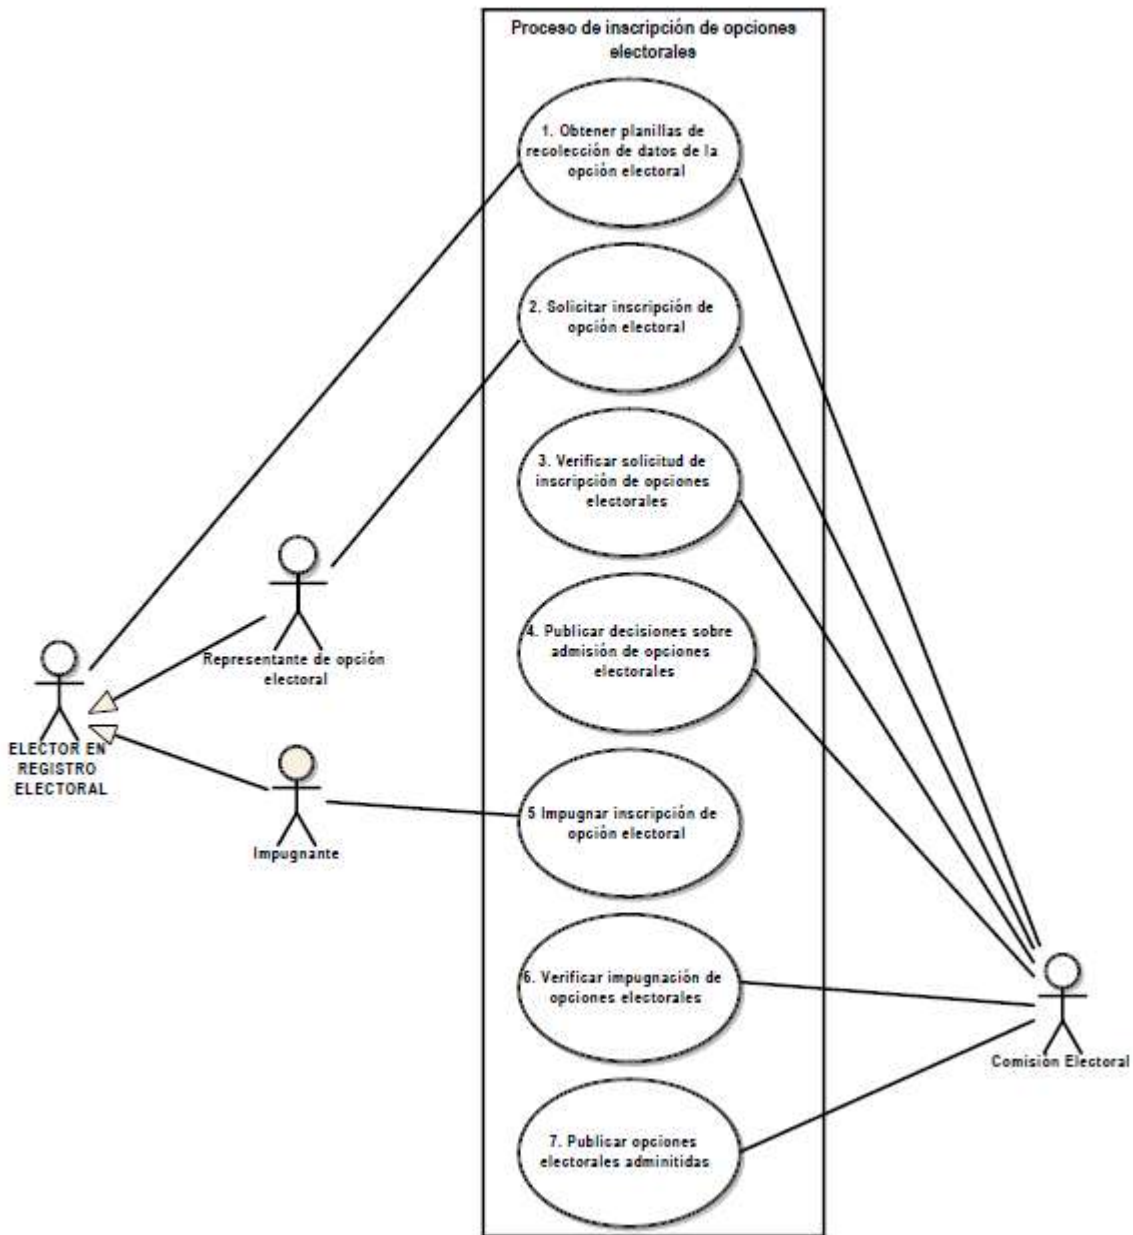 Proceso de inscripción de opciones
electorales
1. Obtener planillas de
recolección de datos de la
opción electoral
2. Solicitar inscripción de
opción electoral
3. Verificar solicitud de
inscripción de opciones
electorales
4. Publicar decisiones sobre
admisión de opciones
electorales
Representante de opción
electoral
ELECTOR EN
REGISTRO
ELECTORAL
5 Impugnar inscripción de
opción electoral
Impugnante
6. Verificar impugnación de
opciones electorales
Comisión Electoral
7. Publicar opciones
electorales adminitidas